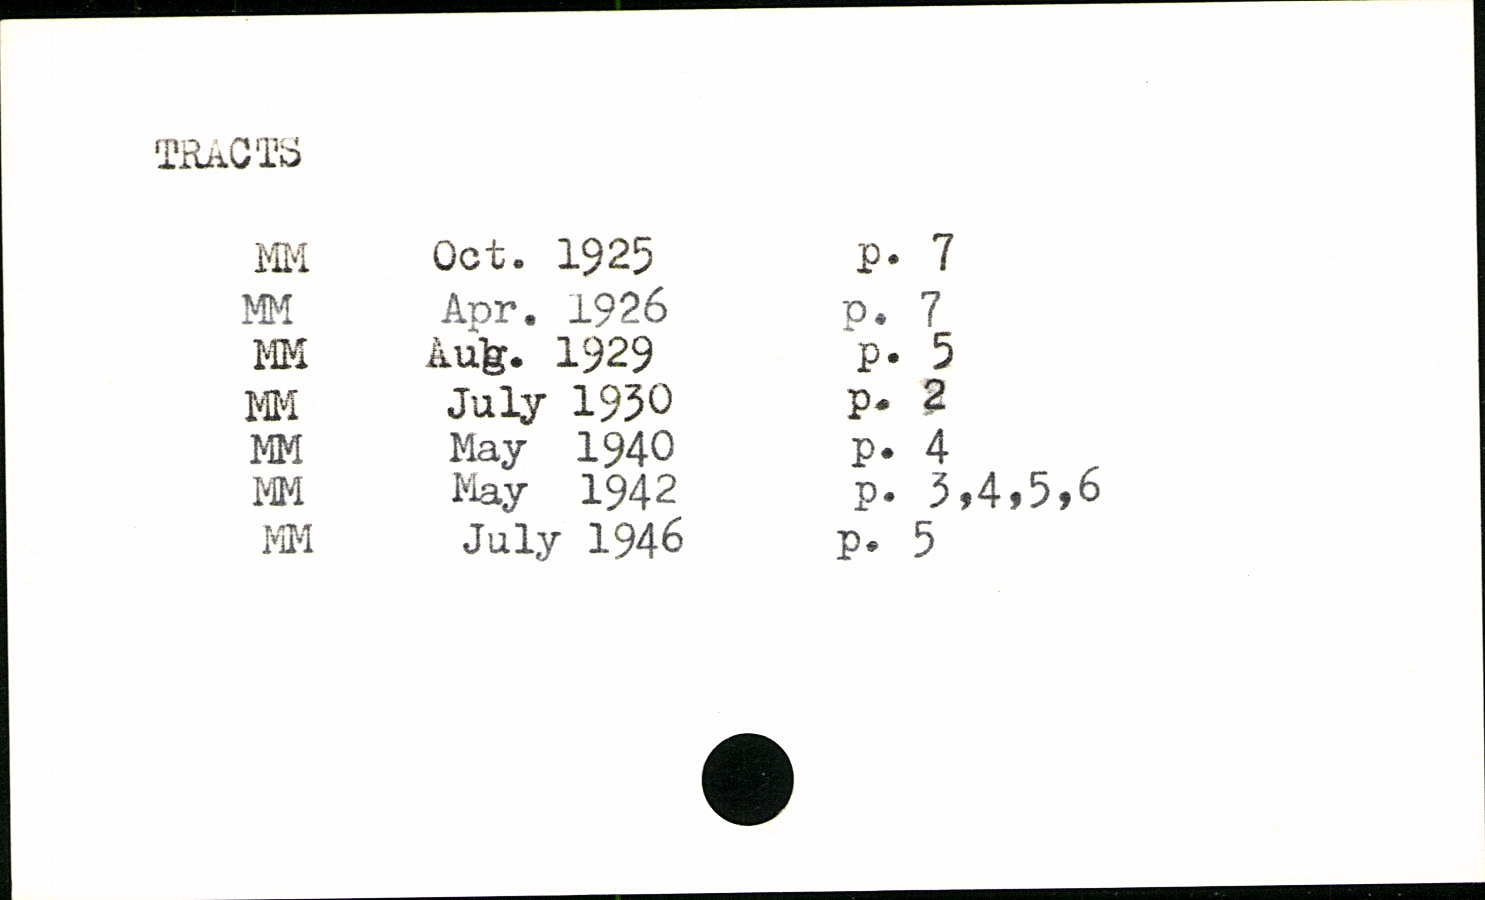 TRACTS
MM Oct. 1925 p. 7
MM Apr. 1926 p. 7
MM Aug. 1929 p. 5
MM July 1930 p. 2
MM May 1940 p. 4
MM May 1942 p. 3,4,5,6
MM July 1946 p. 5